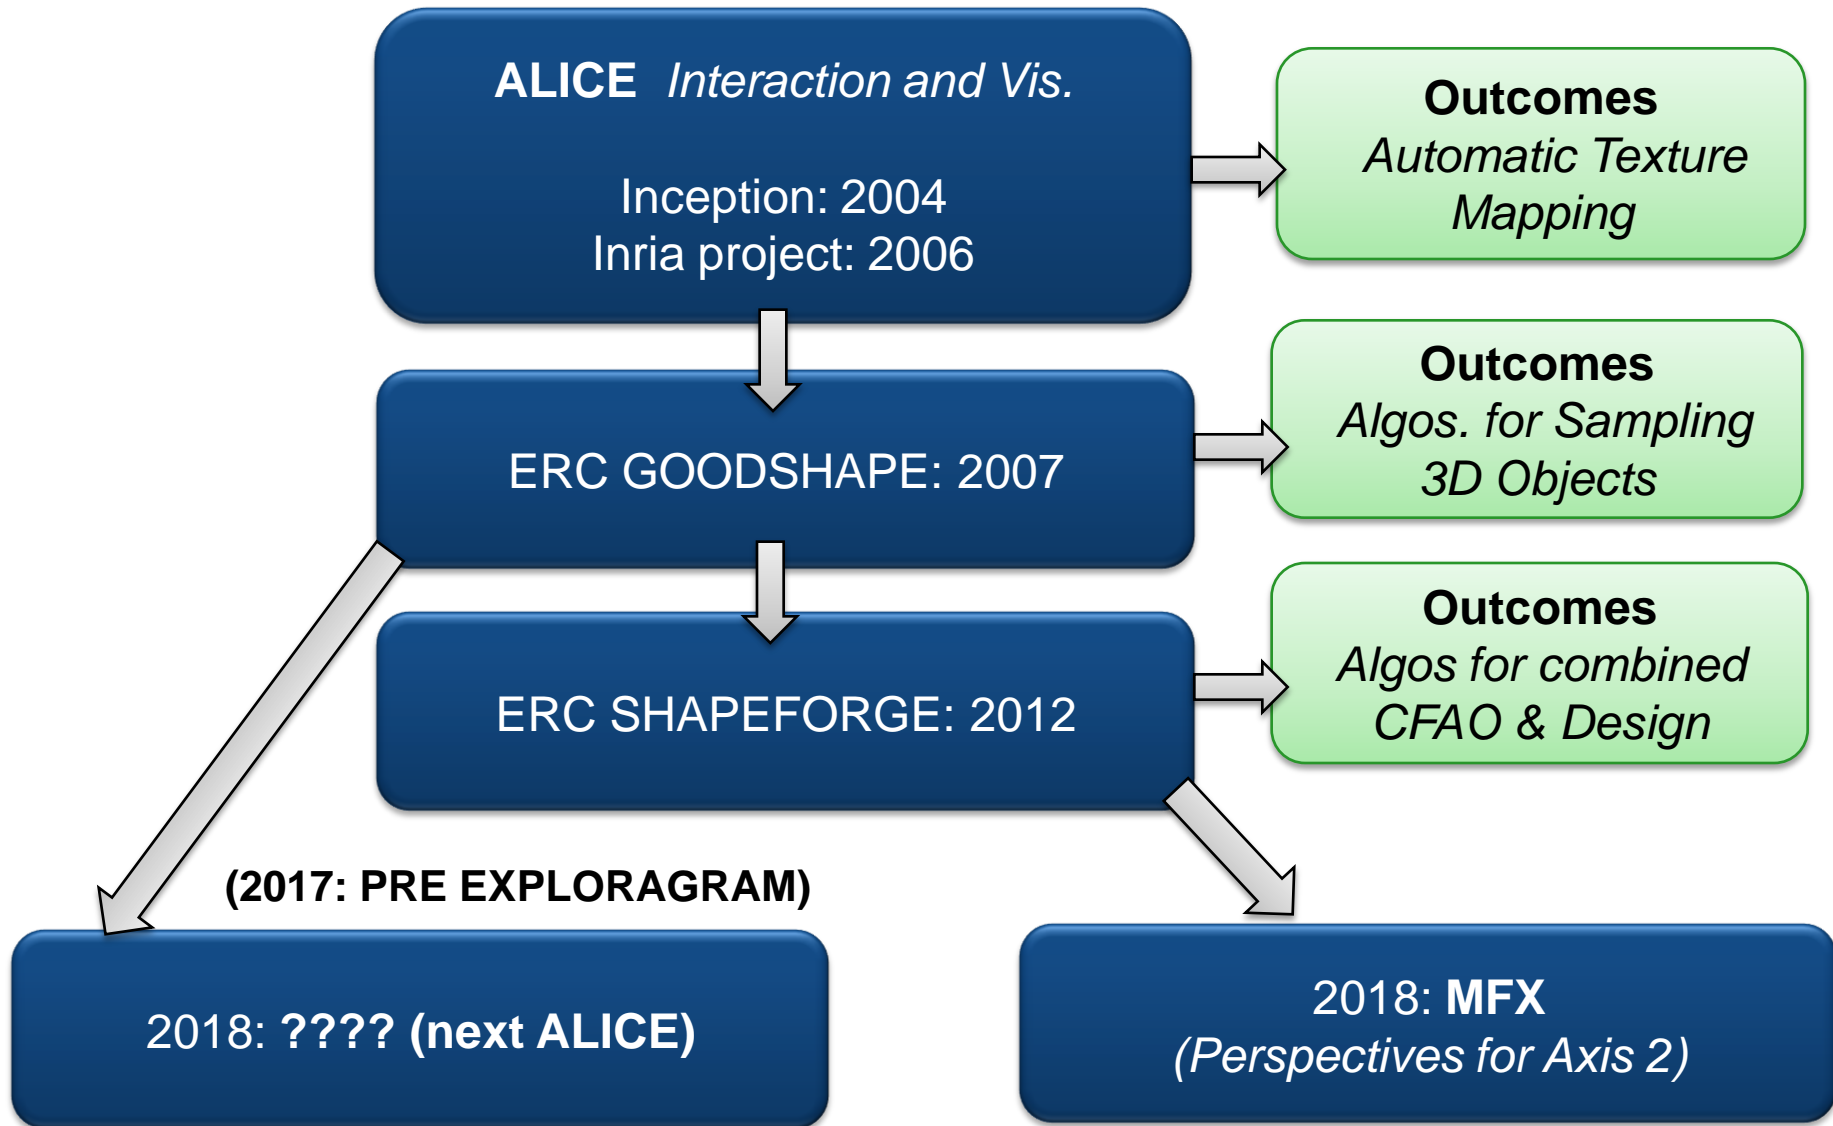 ALICE Interaction and Vis.
Inception: 2004
Inria project: 2006
Outcomes
Automatic Texture
Mapping
ERC GOODSHAPE: 2007
Outcomes
Algos. for Sampling
3D Objects
ERC SHAPEFORGE: 2012
Outcomes
Algos for combined
CFAO & Design
(2017: PRE EXPLORAGRAM)
2018: ???? (next ALICE)
2018: MFX
(Perspectives for Axis 2)